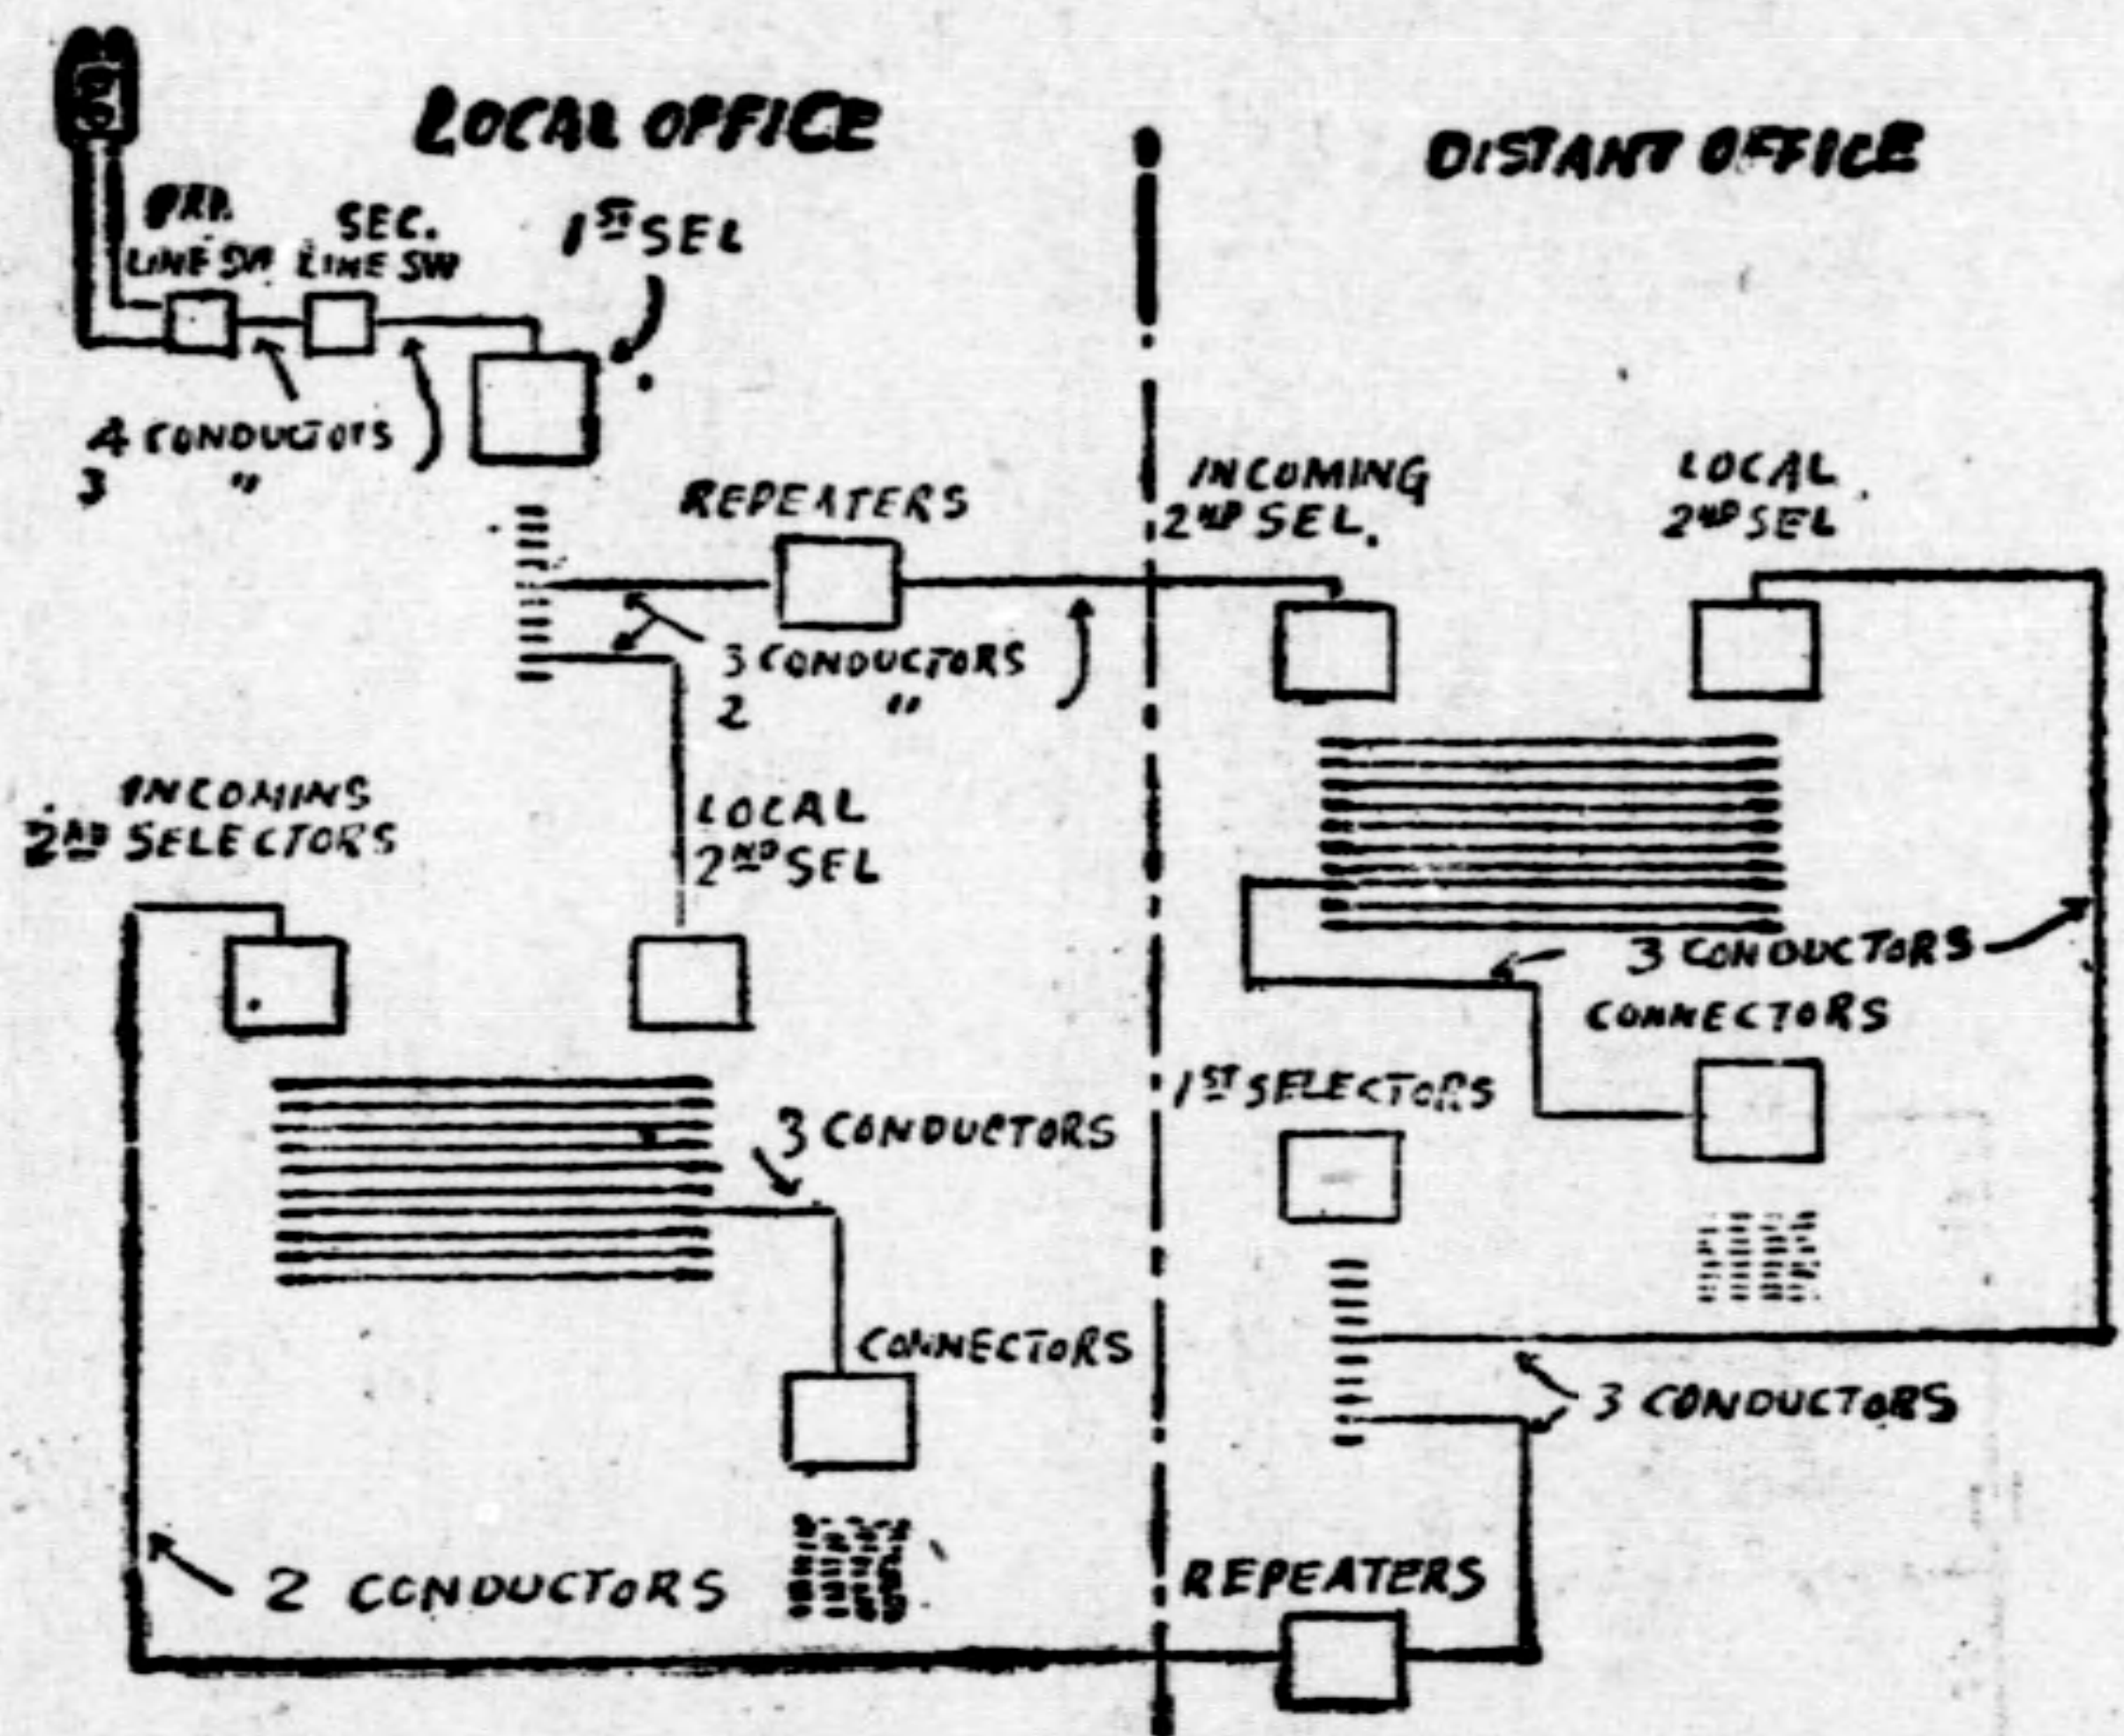 LOCAL OFFICE
DISTANT OFFICE
PRI.
LINE SW
SEC.
LINE SW
1ST SEL
4 CONDUCTORS
3 "
REPEATERS
3 CONDUCTORS
2 "
INCOMING
2ND SEL.
LOCAL
2ND SEL
INCOMING
2ND SELECTORS
LOCAL
2ND SEL
3 CONDUCTORS
CONNECTORS
1ST SELECTORS
3 CONDUCTORS
CONNECTORS
3 CONDUCTORS
2 CONDUCTORS
REPEATERS